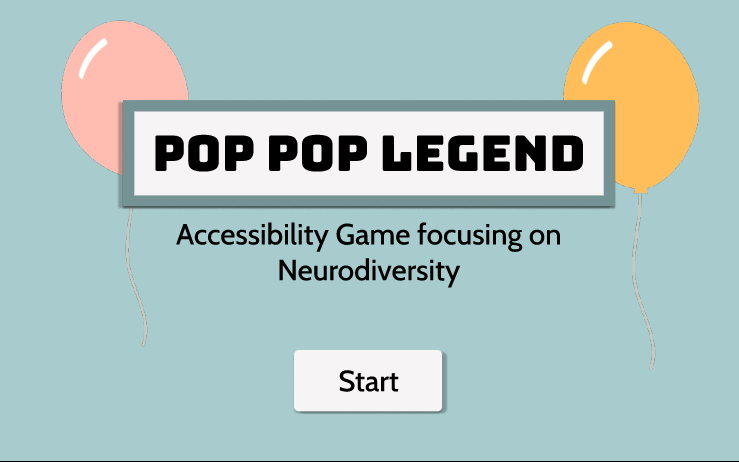 POP POP LEGEND
Accessibility Game focusing on
Neurodiversity
Start